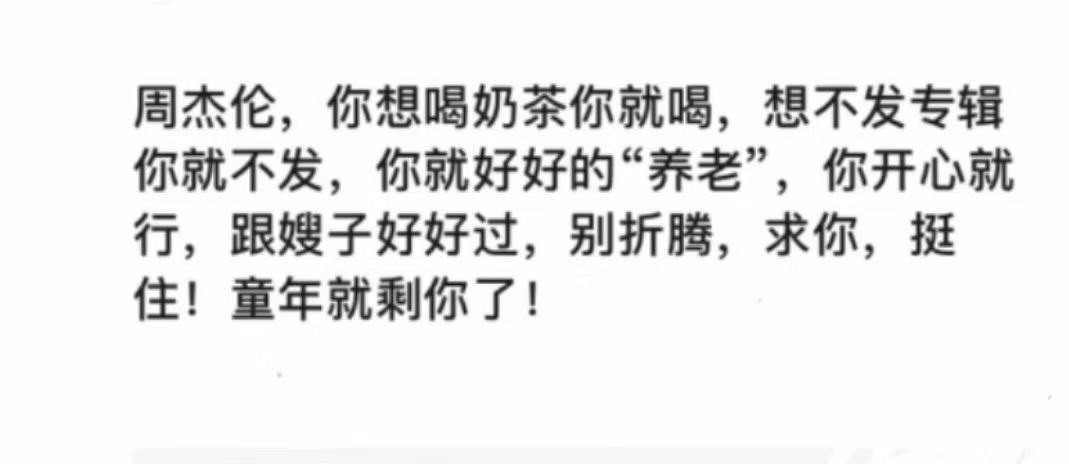 周杰伦，你想喝奶茶你就喝，想不发专辑
你就不发，你就好好的“养老”，你开心就
行，跟嫂子好好过，别折腾，求你，挺
住！童年就剩你了！